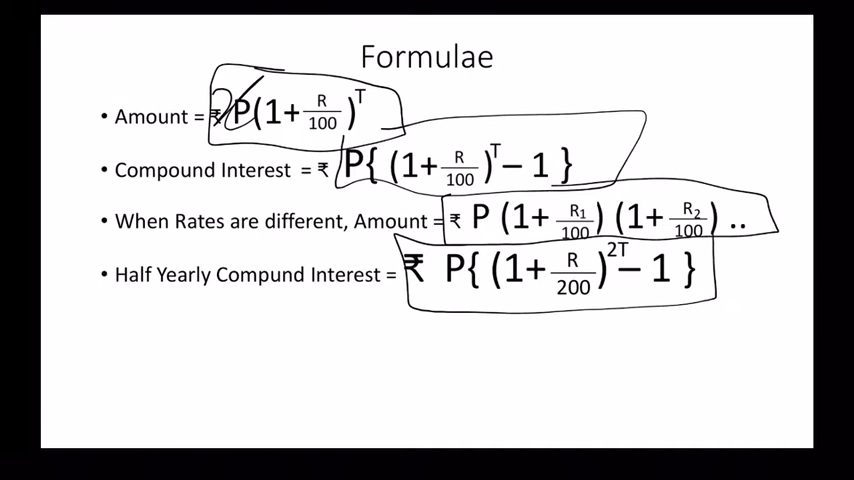 Formulae
• Amount = ₹ P(1+ R/100)^T
• Compound Interest = ₹ P{ (1+ R/100)^T – 1 }
• When Rates are different, Amount = ₹ P (1+ R₁/100) (1+ R₂/100) ..
• Half Yearly Compund Interest = ₹ P{ (1+ R/200)^2T – 1 }